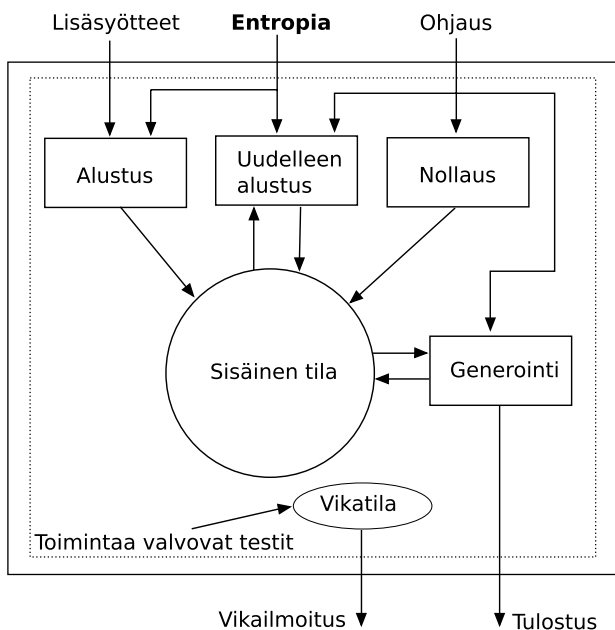 Lisäsyötteet
Entropia
Ohjaus
Alustus
Uudelleen
alustus
Nollaus
Sisäinen tila
Generointi
Vikatila
Toimintaa valvovat testit
Vikailmoitus
Tulostus